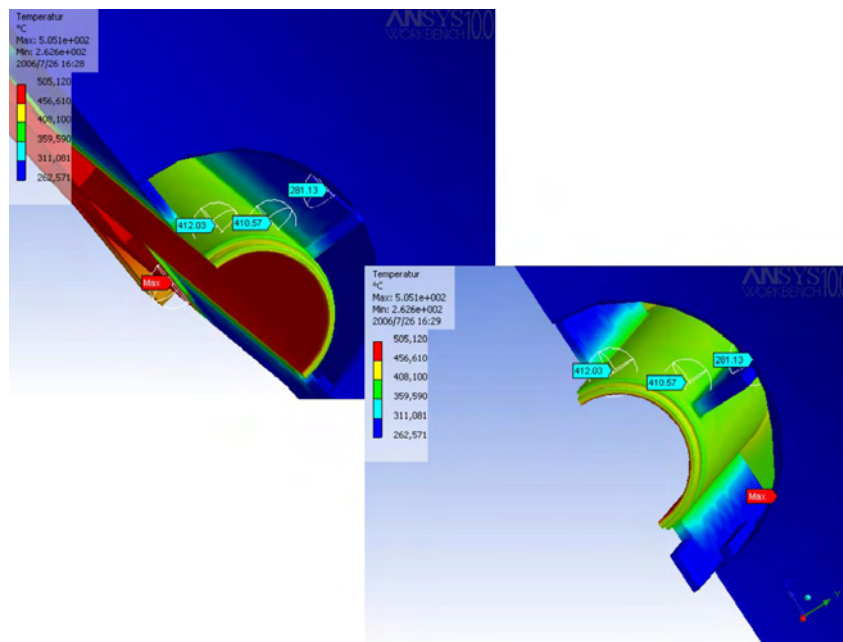 Temperatur
°C
Max: 5.051e+002
Min: 2.626e+002
2006/7/26 16:28
505,120
456,610
408,100
359,590
311,081
262,571
ANSYS 10.0
WORKBENCH
281.13
412.03
410.57
Max
Temperatur
°C
Max: 5.051e+002
Min: 2.626e+002
2006/7/26 16:29
505,120
456,610
408,100
359,590
311,081
262,571
ANSYS 10.0
WORKBENCH
281.13
412.03
410.57
Max
Y